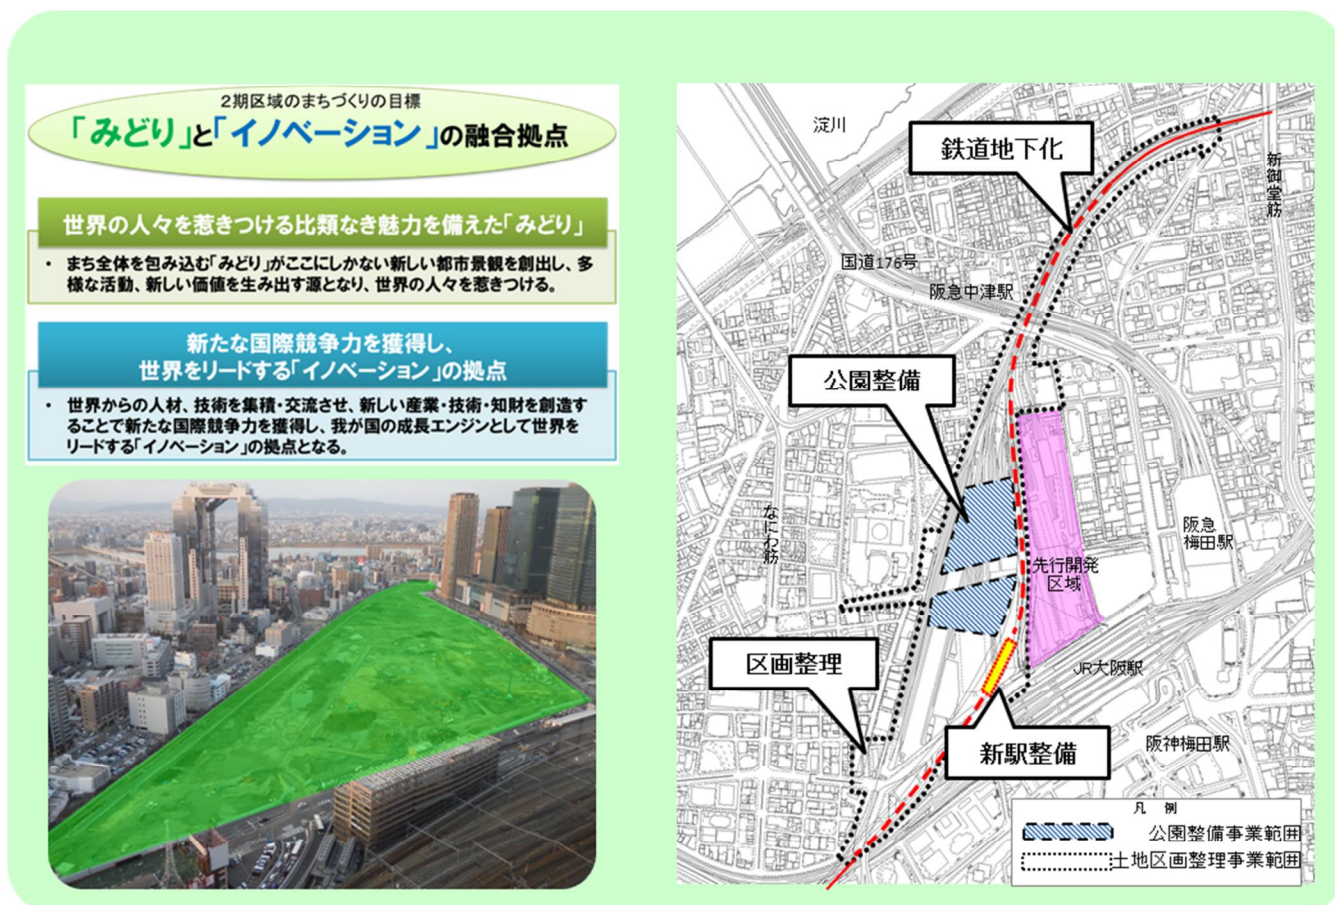 2期区域のまちづくりの目標
「みどり」と「イノベーション」の融合拠点
世界の人々を惹きつける比類なき魅力を備えた「みどり」
・ まち全体を包み込む「みどり」がここにしかない新しい都市景観を創出し、多
様な活動、新しい価値を生み出す源となり、世界の人々を惹きつける。
新たな国際競争力を獲得し、
世界をリードする「イノベーション」の拠点
・ 世界からの人材、技術を集積・交流させ、新しい産業・技術・知財を創造す
ることで新たな国際競争力を獲得し、我が国の成長エンジンとして世界を
リードする「イノベーション」の拠点となる。
淀川
鉄道地下化
新御堂筋
国道176号
阪急中津駅
公園整備
なにわ筋
阪急
梅田駅
先行開発
区域
区画整理
JR大阪駅
新駅整備
阪神梅田駅
凡 例
公園整備事業範囲
土地区画整理事業範囲